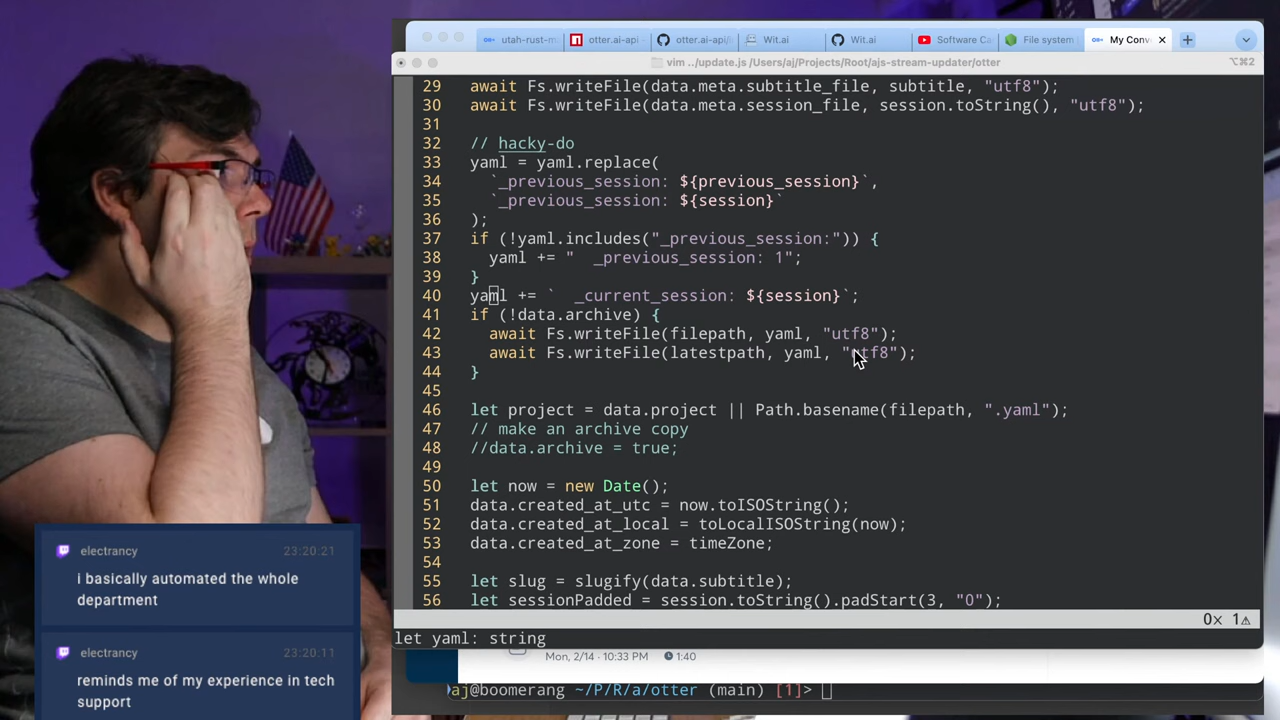 utah-rust-m
otter.ai-api
otter.ai-api/
Wit.ai
Wit.ai
Software Ca
File system
My Conv
vim ../update.js /Users/aj/Projects/Root/ajs-stream-updater/otter
⌥⌘2
29 await Fs.writeFile(data.meta.subtitle_file, subtitle, "utf8");
30 await Fs.writeFile(data.meta.session_file, session.toString(), "utf8");
31
32 // hacky-do
33 yaml = yaml.replace(
34 `_previous_session: ${previous_session}`,
35 `_previous_session: ${session}`
36 );
37 if (!yaml.includes("_previous_session:")) {
38 yaml += "  _previous_session: 1";
39 }
40 yaml += `  _current_session: ${session}`;
41 if (!data.archive) {
42 await Fs.writeFile(filepath, yaml, "utf8");
43 await Fs.writeFile(latestpath, yaml, "utf8");
44 }
45
46 let project = data.project || Path.basename(filepath, ".yaml");
47 // make an archive copy
48 //data.archive = true;
49
50 let now = new Date();
51 data.created_at_utc = now.toISOString();
52 data.created_at_local = toLocalISOString(now);
53 data.created_at_zone = timeZone;
54
55 let slug = slugify(data.subtitle);
56 let sessionPadded = session.toString().padStart(3, "0");
0× 1⚠
let yaml: string
Mon, 2/14 · 10:33 PM 1:40
aj@boomerang ~/P/R/a/otter (main) [1]>
electrancy 23:20:21
i basically automated the whole
department
electrancy 23:20:11
reminds me of my experience in tech
support